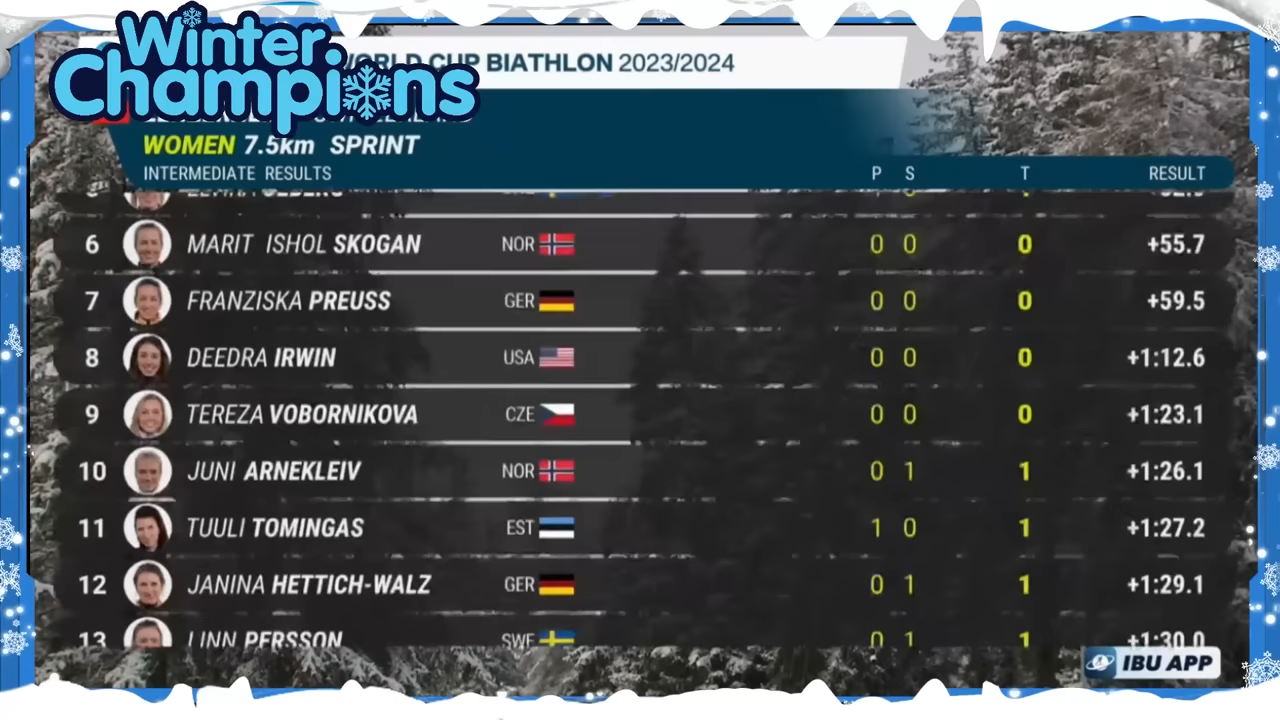 Winter
Champions
WORLD CUP BIATHLON 2023/2024
WOMEN 7.5km SPRINT
INTERMEDIATE RESULTS P S T RESULT
6 MARIT ISHOL SKOGAN NOR 0 0 0 +55.7
7 FRANZISKA PREUSS GER 0 0 0 +59.5
8 DEEDRA IRWIN USA 0 0 0 +1:12.6
9 TEREZA VOBORNIKOVA CZE 0 0 0 +1:23.1
10 JUNI ARNEKLEIV NOR 0 1 1 +1:26.1
11 TUULI TOMINGAS EST 1 0 1 +1:27.2
12 JANINA HETTICH-WALZ GER 0 1 1 +1:29.1
13 LINN PERSSON SWE 0 1 1 +1:30.0
IBU APP